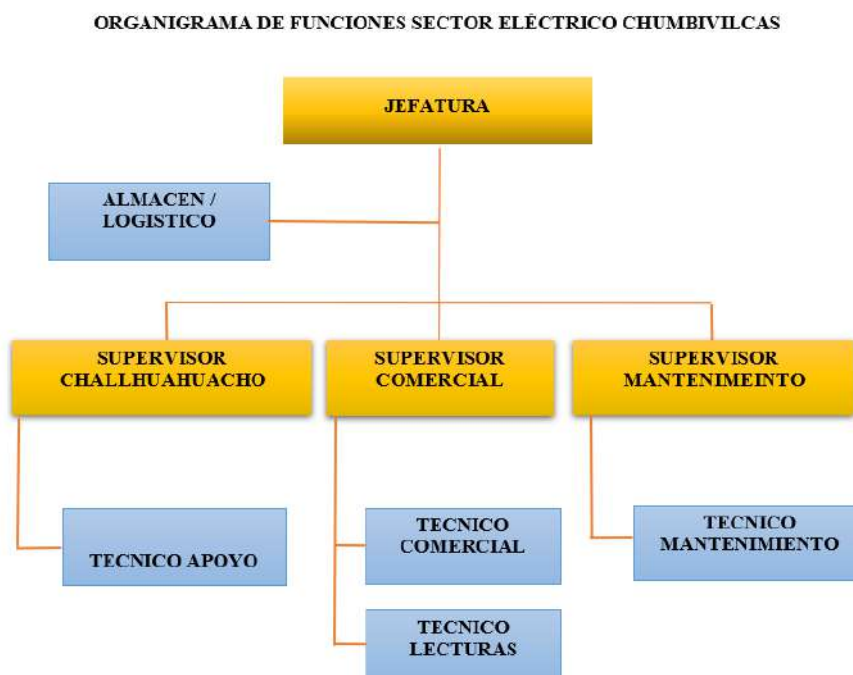 ORGANIGRAMA DE FUNCIONES SECTOR ELÉCTRICO CHUMBIVILCAS
JEFATURA
ALMACEN /
LOGISTICO
SUPERVISOR
CHALLHUAHUACHO
SUPERVISOR
COMERCIAL
SUPERVISOR
MANTENIMEINTO
TECNICO APOYO
TECNICO
COMERCIAL
TECNICO
MANTENIMIENTO
TECNICO
LECTURAS